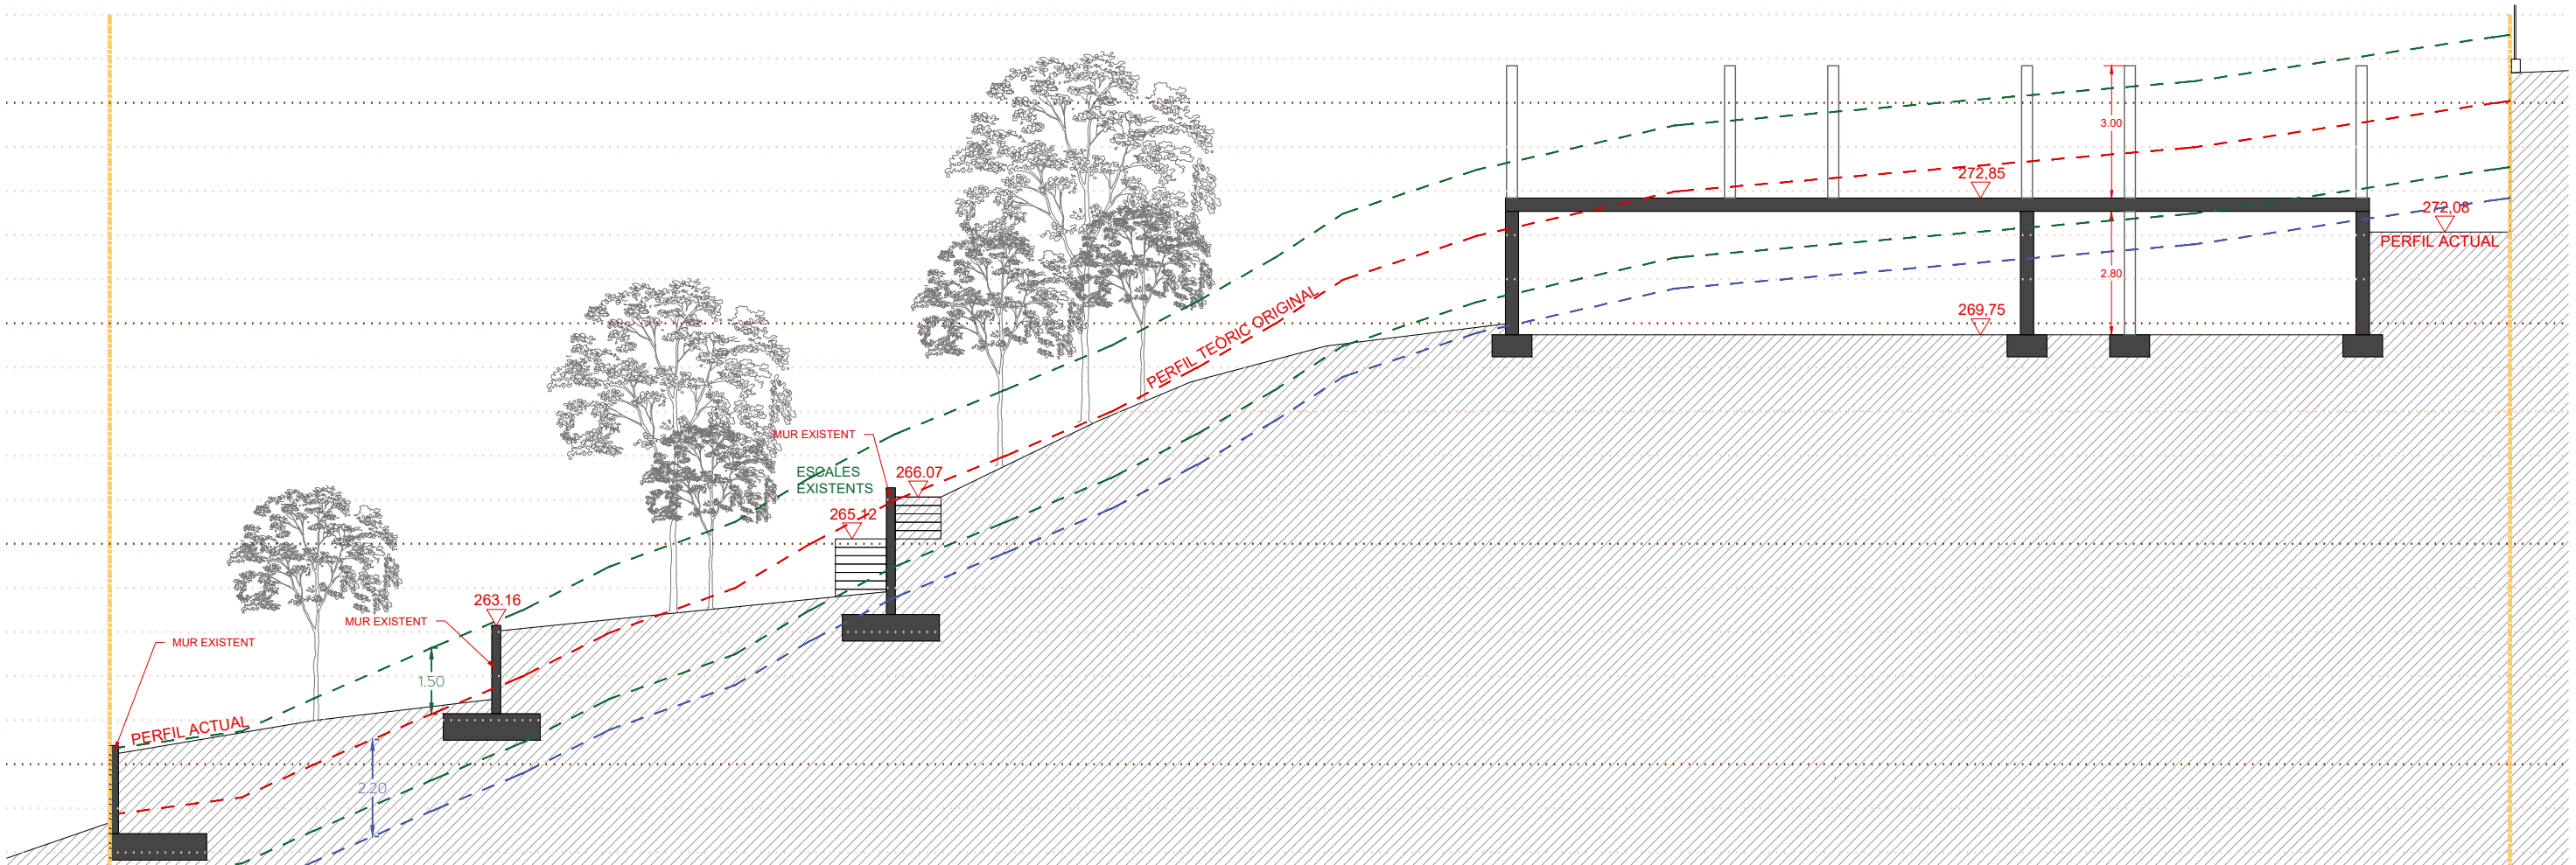 3.00
272,85
272,08
PERFIL ACTUAL
2.80
269,75
PERFIL TEÒRIC ORIGINAL
MUR EXISTENT
ESCALES
EXISTENTS
266.07
265.12
263.16
MUR EXISTENT
MUR EXISTENT
1.50
PERFIL ACTUAL
2.20